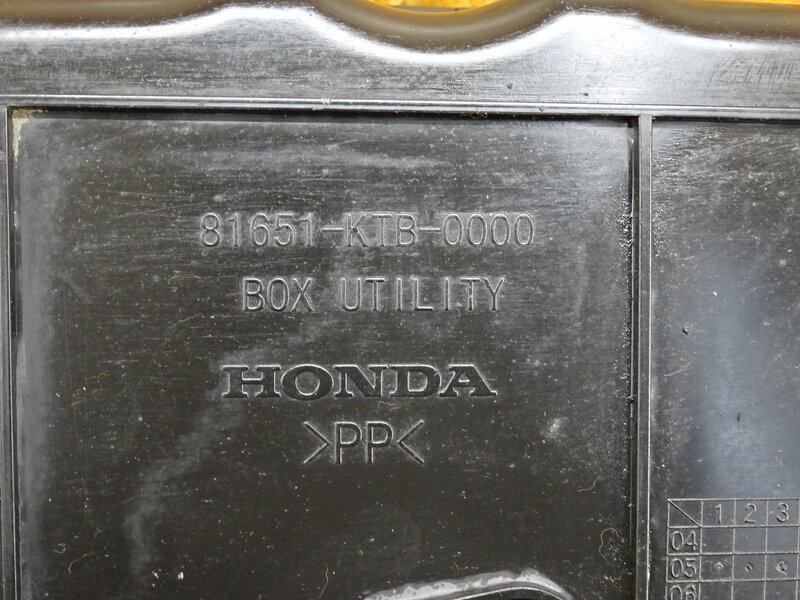 81651-KTB-0000
BOX UTILITY
HONDA
>PP<
1 2 3
04
05
06